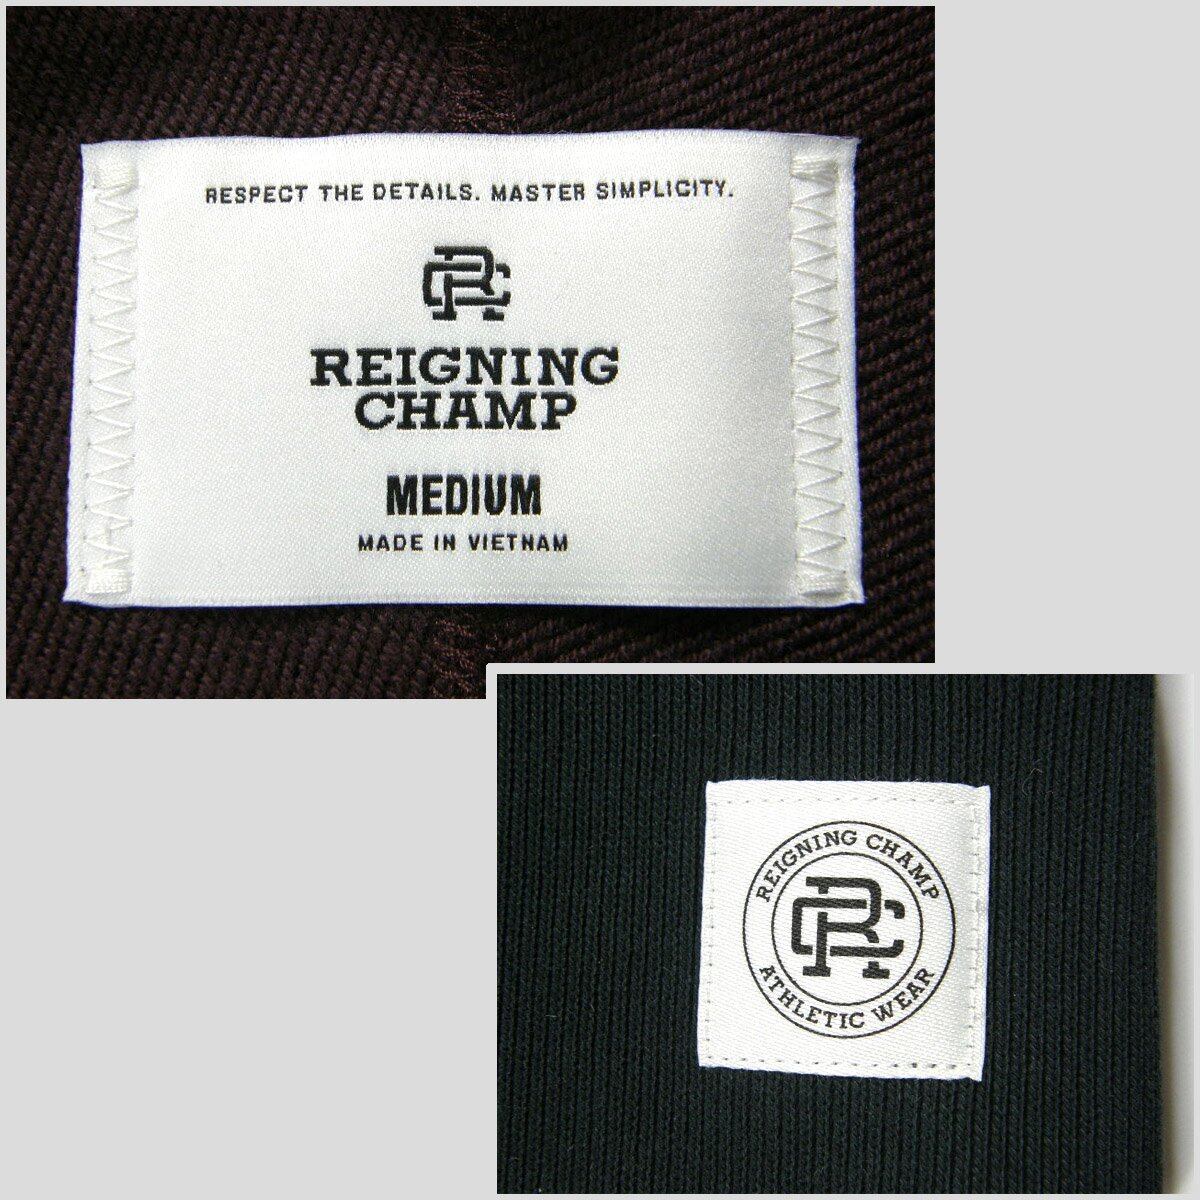 RESPECT THE DETAILS. MASTER SIMPLICITY.
RC
REIGNING
CHAMP
MEDIUM
MADE IN VIETNAM
REIGNING CHAMP
RC
ATHLETIC WEAR